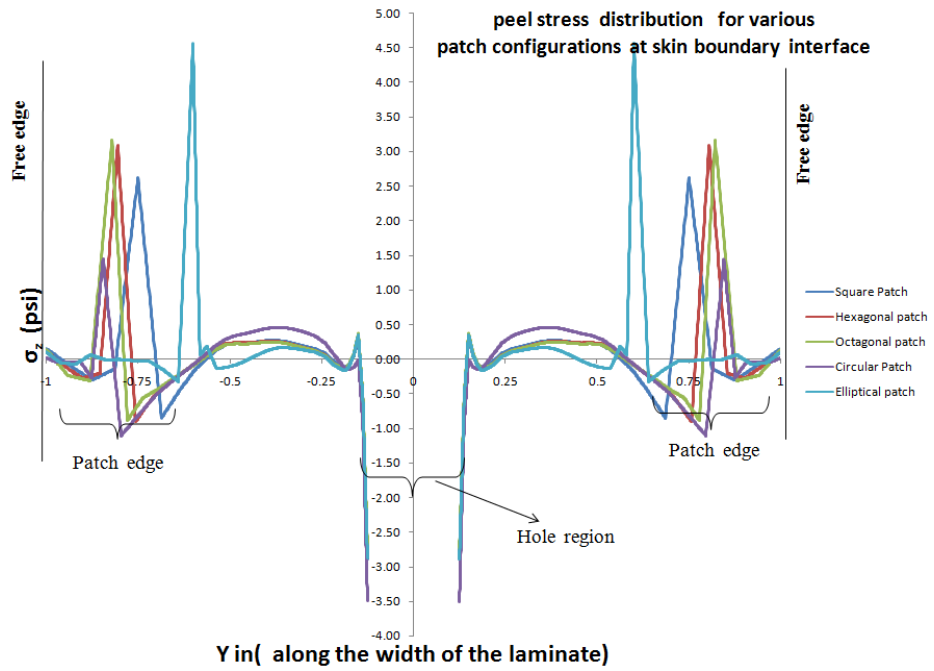 peel stress distribution for various
patch configurations at skin boundary interface
5.00
4.50
4.00
3.50
3.00
2.50
2.00
1.50
1.00
0.50
0.00
-0.50
-1.00
-1.50
-2.00
-2.50
-3.00
-3.50
-4.00
-1
-0.75
-0.5
-0.25
0.25
0.5
0.75
1
Free edge
Free edge
σz (psi)
Patch edge
Patch edge
Hole region
Square Patch
Hexagonal patch
Octagonal patch
Circular Patch
Elliptical patch
Y in( along the width of the laminate)